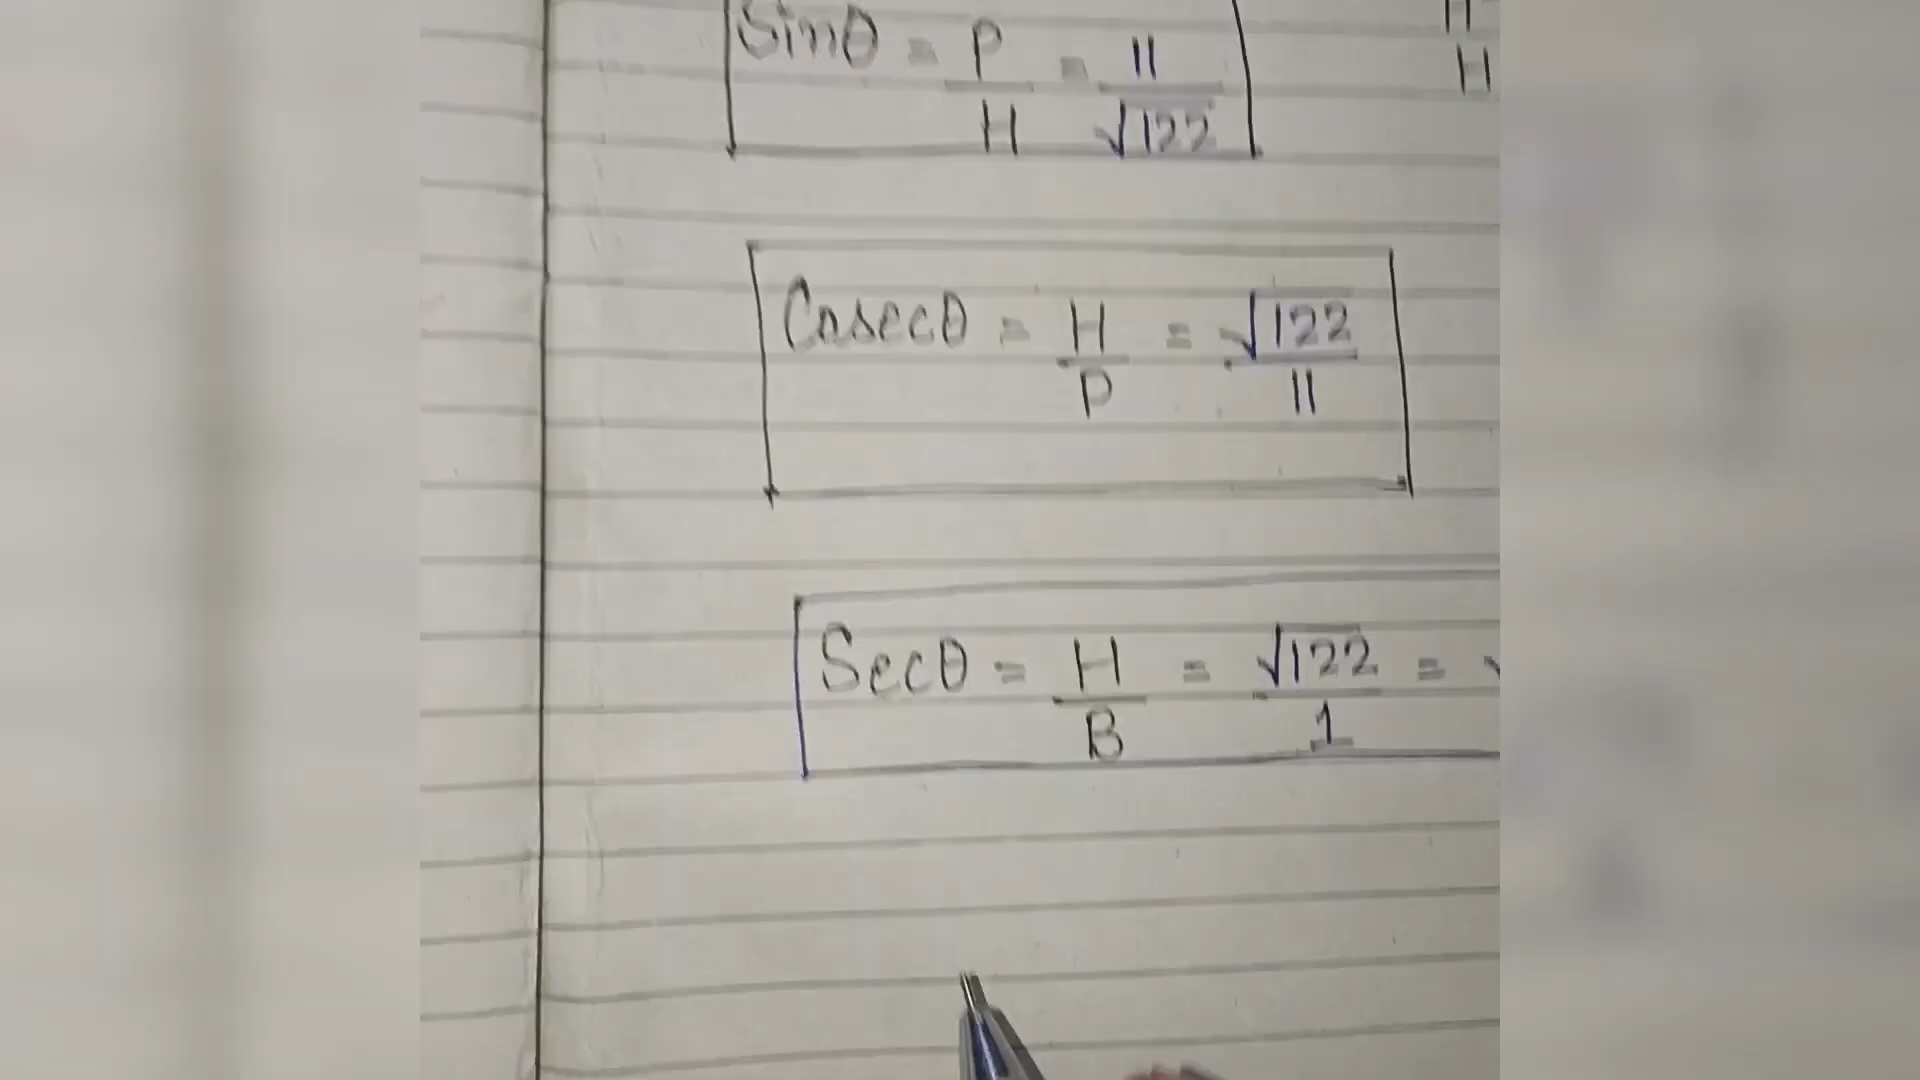 Sinθ = P/H = 11/√122
H
Cosecθ = H/P = √122/11
Secθ = H/B = √122/1 =